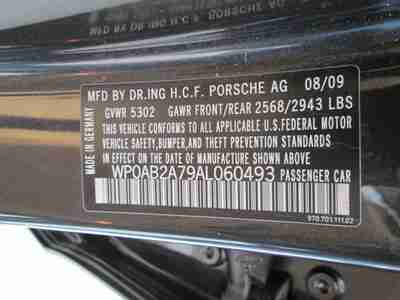 MFD BY DR.ING H.C.F. PORSCHE AG 08/09
GVWR 5302 GAWR FRONT/REAR 2568/2943 LBS
MADE IN GERMANY
THIS VEHICLE CONFORMS TO ALL APPLICABLE U.S.FEDERAL MOTOR
VEHICLE SAFETY,BUMPER,AND THEFT PREVENTION STANDARDS IN
EFFECT ON THE DATE OF MANUFACTURE SHOWN ABOVE.
WP0AB2A79AL060493 PASSENGER CAR